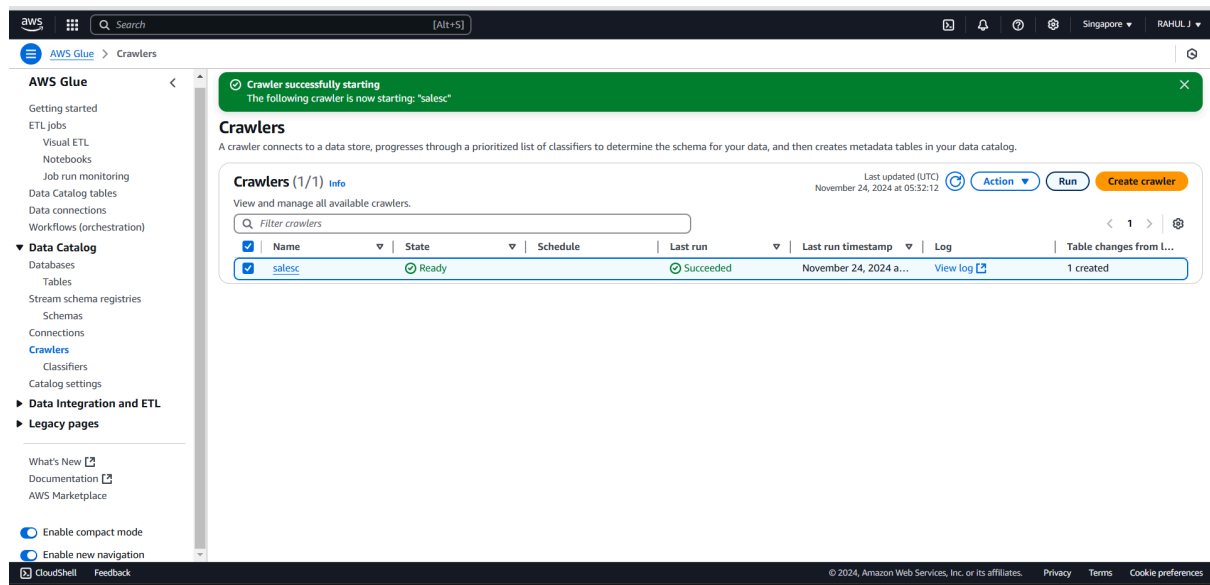 aws
Search [Alt+S] Singapore RAHUL J
AWS Glue > Crawlers
AWS Glue
Getting started
ETL jobs
Visual ETL
Notebooks
Job run monitoring
Data Catalog tables
Data connections
Workflows (orchestration)
Data Catalog
Databases
Tables
Stream schema registries
Schemas
Connections
Crawlers
Classifiers
Catalog settings
Data Integration and ETL
Legacy pages
What's New
Documentation
AWS Marketplace
Enable compact mode
Enable new navigation
Crawler successfully starting
The following crawler is now starting: "salesc"
Crawlers
A crawler connects to a data store, progresses through a prioritized list of classifiers to determine the schema for your data, and then creates metadata tables in your data catalog.
Crawlers (1/1) Info
Last updated (UTC)
November 24, 2024 at 05:32:12
Action Run Create crawler
View and manage all available crawlers.
Filter crawlers
< 1 >
Name State Schedule Last run Last run timestamp Log Table changes from l...
salesc Ready Succeeded November 24, 2024 a... View log 1 created
CloudShell Feedback © 2024, Amazon Web Services, Inc. or its affiliates. Privacy Terms Cookie preferences